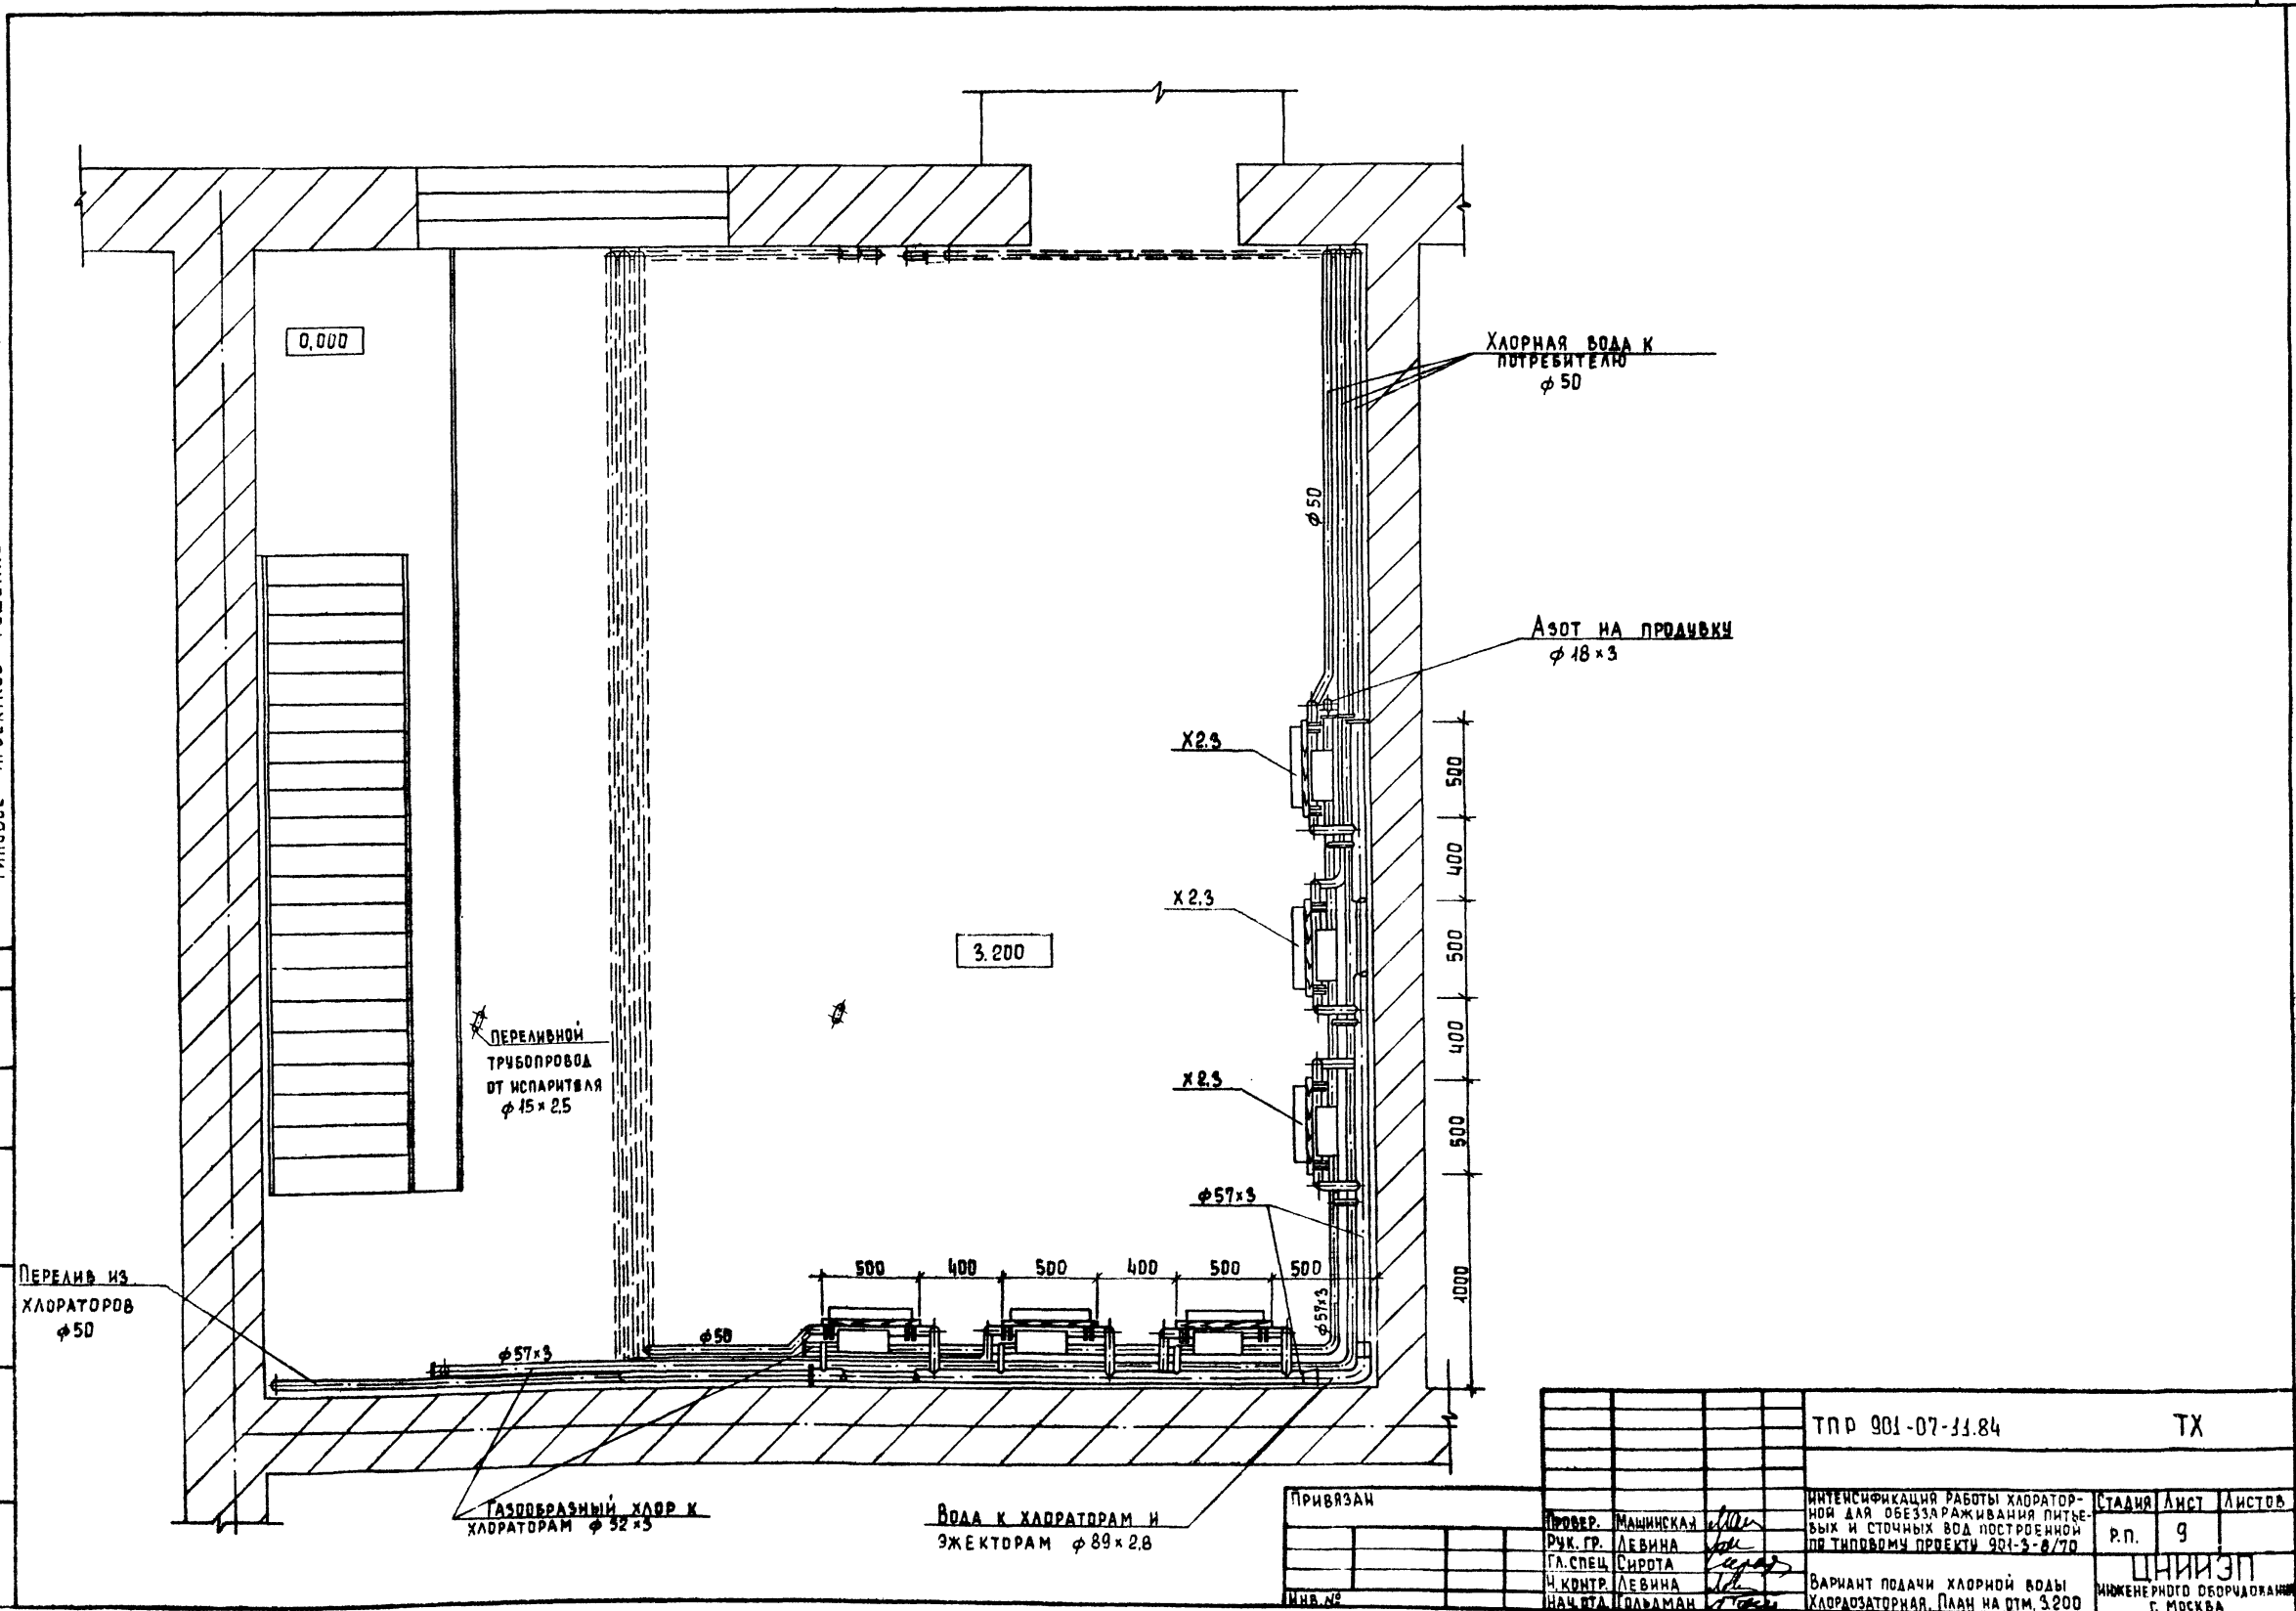 0,000
ХЛОРНАЯ ВОДА К
ПОТРЕБИТЕЛЮ
φ 50
φ 50
АЗОТ НА ПРОДУВКУ
φ 18×3
Х2.3
500
400
Х2.3
500
3.200
400
ПЕРЕЛИВНОЙ
ТРУБОПРОВОД
ОТ ИСПАРИТЕЛЯ
φ 15×2,5
Х2.3
500
φ57×3
1000
500
400
500
400
500
500
ПЕРЕЛИВ ИЗ
ХЛОРАТОРОВ
φ50
φ50
φ57×3
φ57×3
ГАЗООБРАЗНЫЙ ХЛОР К
ХЛОРАТОРАМ φ 32×3
ВОДА К ХЛОРАТОРАМ И
ЭЖЕКТОРАМ φ 89×2,8
ТПР 901-07-11.84
ТХ
ПРИВЯЗАН
ИНВ.№
ПРОВЕР. МАШИНСКАЯ
РУК. ГР. ЛЕВИНА
ГЛ. СПЕЦ СИРОТА
Н. КОНТР. ЛЕВИНА
НАЧ. ОТД. ГОЛЬДМАН
ИНТЕНСИФИКАЦИЯ РАБОТЫ ХЛОРАТОР-
НОЙ ДЛЯ ОБЕЗЗАРАЖИВАНИЯ ПИТЬЕ-
ВЫХ И СТОЧНЫХ ВОД ПОСТРОЕННОЙ
ПО ТИПОВОМУ ПРОЕКТУ 901-3-8/70
СТАДИЯ ЛИСТ ЛИСТОВ
Р.П. 9
ВАРИАНТ ПОДАЧИ ХЛОРНОЙ ВОДЫ
ХЛОРДОЗАТОРНАЯ. ПЛАН НА ОТМ. 3.200
ЦНИИЭП
ИНЖЕНЕРНОГО ОБОРУДОВАНИЯ
Г. МОСКВА